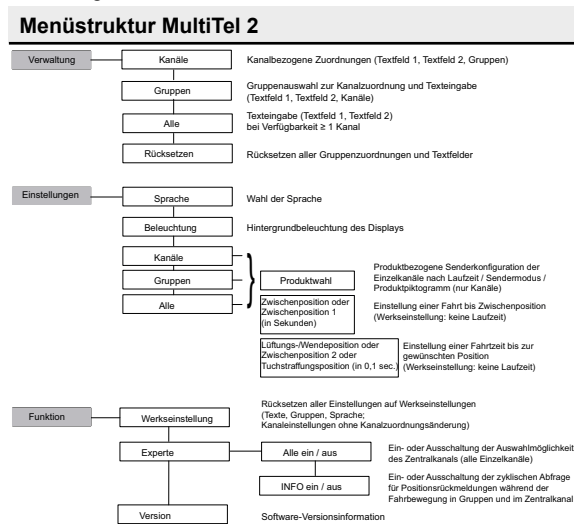 Menüstruktur MultiTel 2
Verwaltung
Kanäle
Kanalbezogene Zuordnungen (Textfeld 1, Textfeld 2, Gruppen)
Gruppen
Gruppenauswahl zur Kanalzuordnung und Texteingabe
(Textfeld 1, Textfeld 2, Kanäle)
Alle
Texteingabe (Textfeld 1, Textfeld 2)
bei Verfügbarkeit ≥ 1 Kanal
Rücksetzen
Rücksetzen aller Gruppenzuordnungen und Textfelder
Einstellungen
Sprache
Wahl der Sprache
Beleuchtung
Hintergrundbeleuchtung des Displays
Kanäle
Gruppen
Alle
Produktwahl
Produktbezogene Senderkonfiguration der
Einzelkanäle nach Laufzeit / Sendermodus /
Produktpiktogramm (nur Kanäle)
Zwischenposition oder
Zwischenposition 1
(in Sekunden)
Einstellung einer Fahrt bis Zwischenposition
(Werkseinstellung: keine Laufzeit)
Lüftungs-/Wendeposition oder
Zwischenposition 2 oder
Tuchstraffungsposition (in 0,1 sec.)
Einstellung einer Fahrtzeit bis zur
gewünschten Position
(Werkseinstellung: keine Laufzeit)
Funktion
Werkseinstellung
Rücksetzen aller Einstellungen auf Werkseinstellungen
(Texte, Gruppen, Sprache;
Kanaleinstellungen ohne Kanalzuordnungsänderung)
Experte
Alle ein / aus
Ein- oder Ausschaltung der Auswahlmöglichkeit
des Zentralkanals (alle Einzelkanäle)
INFO ein / aus
Ein- oder Ausschaltung der zyklischen Abfrage
für Positionsrückmeldungen während der
Fahrbewegung in Gruppen und im Zentralkanal
Version
Software-Versionsinformation